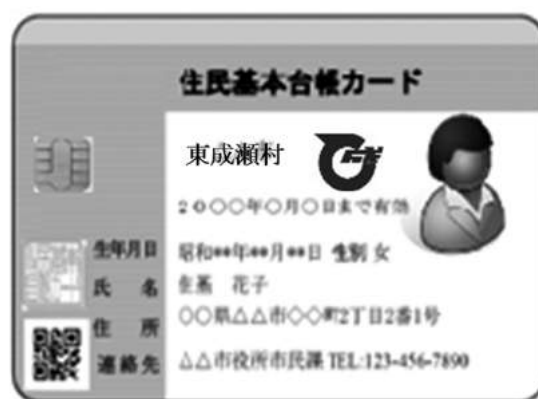 住民基本台帳カード
東成瀬村
20○○年○月○日まで有効
生年月日 昭和**年**月**日 性別 女
氏 名 住基 花子
住 所 ○○県△△市○○町2丁目2番1号
連絡先 △△市役所市民課 TEL:123-456-7890